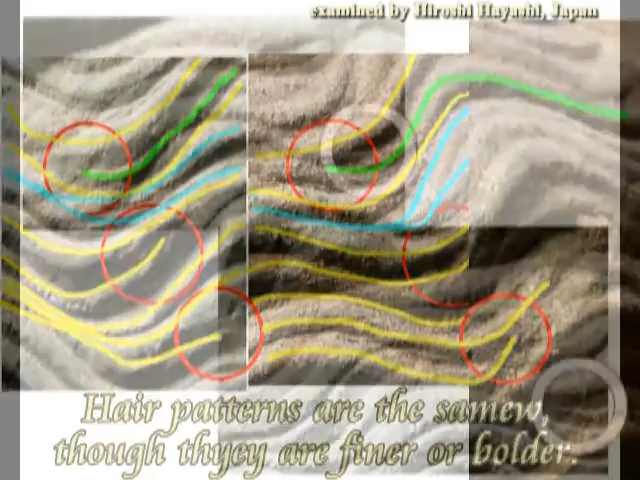 examined by Hiroshi Hayashi, Japan
Hair patterns are the samew,
though thyey are finer or bolder.